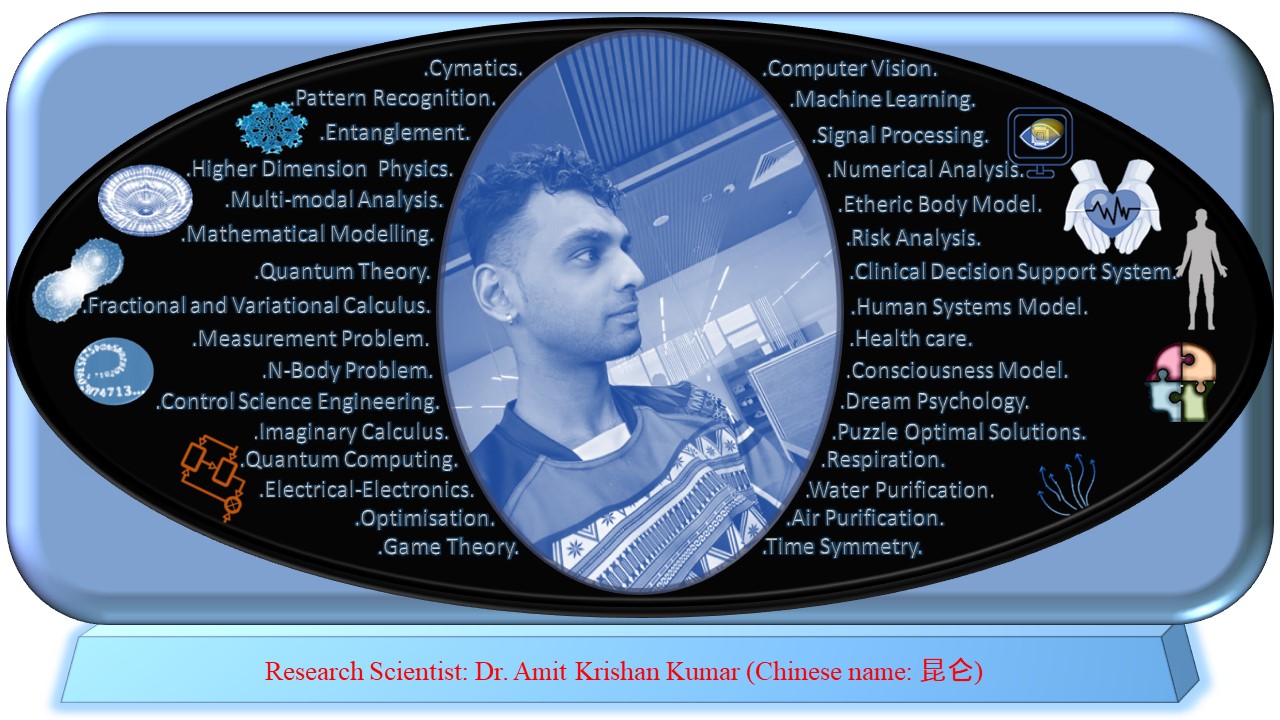 .Cymatics.
.Pattern Recognition.
.Entanglement.
.Higher Dimension Physics.
.Multi-modal Analysis.
.Mathematical Modelling.
.Quantum Theory.
.Fractional and Variational Calculus.
.Measurement Problem.
.N-Body Problem.
.Control Science Engineering.
.Imaginary Calculus.
.Quantum Computing.
.Electrical-Electronics.
.Optimisation.
.Game Theory.
.Computer Vision.
.Machine Learning.
.Signal Processing.
.Numerical Analysis.
.Etheric Body Model.
.Risk Analysis.
.Clinical Decision Support System.
.Human Systems Model.
.Health care.
.Consciousness Model.
.Dream Psychology.
.Puzzle Optimal Solutions.
.Respiration.
.Water Purification.
.Air Purification.
.Time Symmetry.
Research Scientist: Dr. Amit Krishan Kumar (Chinese name: 昆仑)